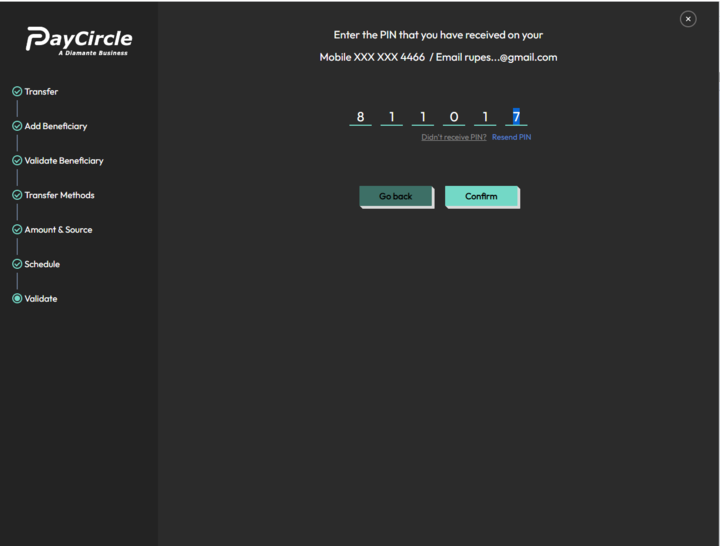 PayCircle
A Diamante Business
Transfer
Add Beneficiary
Validate Beneficiary
Transfer Methods
Amount & Source
Schedule
Validate
Enter the PIN that you have received on your
Mobile XXX XXX 4466 / Email rupes...@gmail.com
8 1 1 0 1 7
Didn't receive PIN? Resend PIN
Go back Confirm